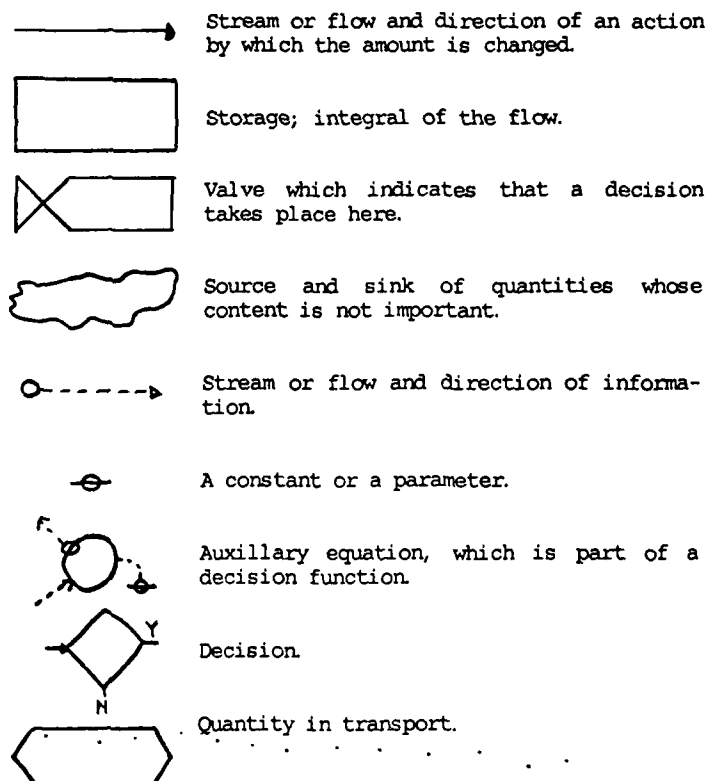 Stream or flow and direction of an action
by which the amount is changed.
Storage; integral of the flow.
Valve which indicates that a decision
takes place here.
Source and sink of quantities whose
content is not important.
Stream or flow and direction of informa-
tion.
A constant or a parameter.
Auxillary equation, which is part of a
decision function.
Y
Decision.
N
Quantity in transport.